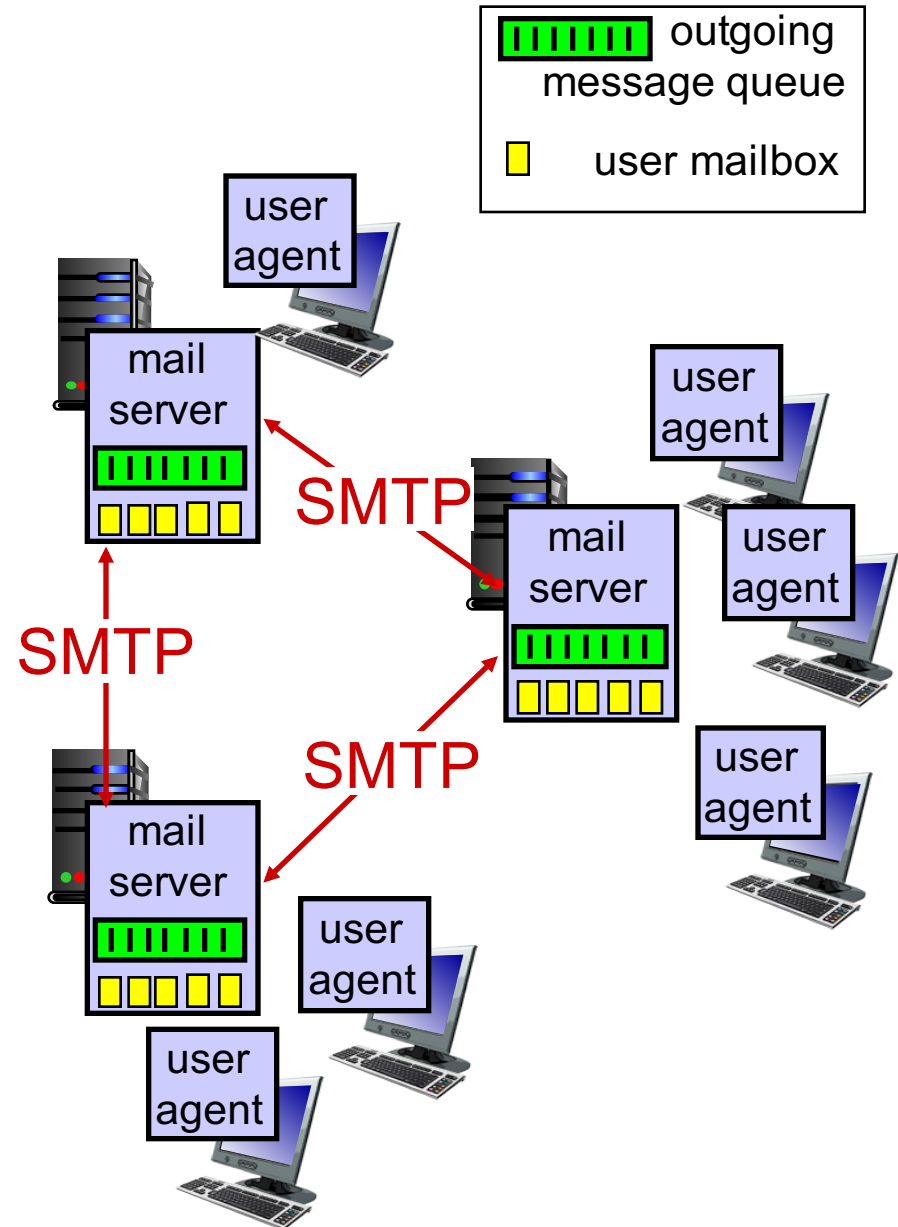 outgoing
message queue
user mailbox
user
agent
mail
server
SMTP
user
agent
mail
server
user
agent
SMTP
SMTP
user
agent
mail
server
user
agent
user
agent